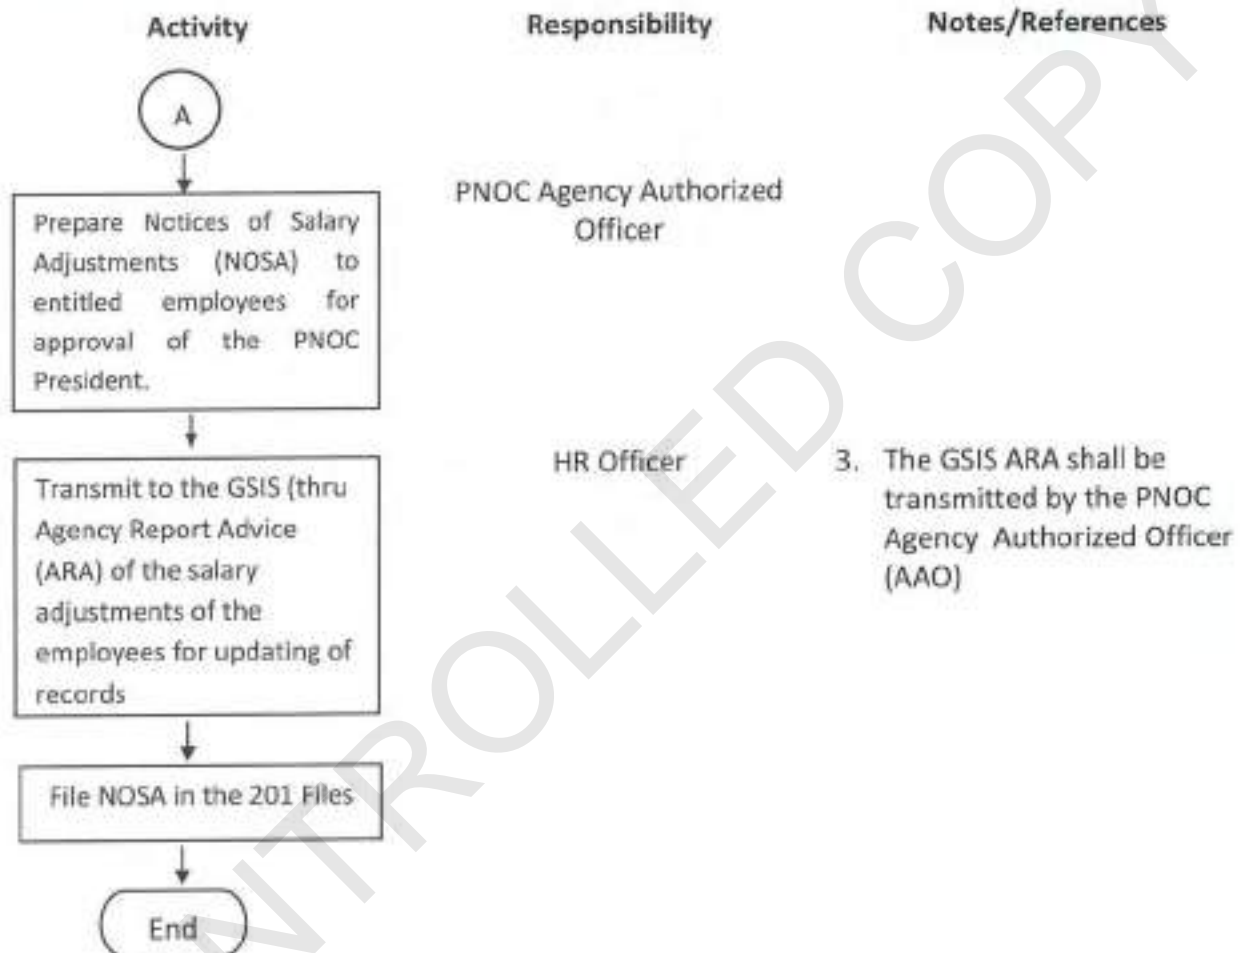 Activity
Responsibility
Notes/References
A
Prepare Notices of Salary
Adjustments (NOSA) to
entitled employees for
approval of the PNOC
President.
PNOC Agency Authorized
Officer
Transmit to the GSIS (thru
Agency Report Advice
(ARA) of the salary
adjustments of the
employees for updating of
records
HR Officer
3. The GSIS ARA shall be
transmitted by the PNOC
Agency Authorized Officer
(AAO)
File NOSA in the 201 Files
End
NTROLLED COPY